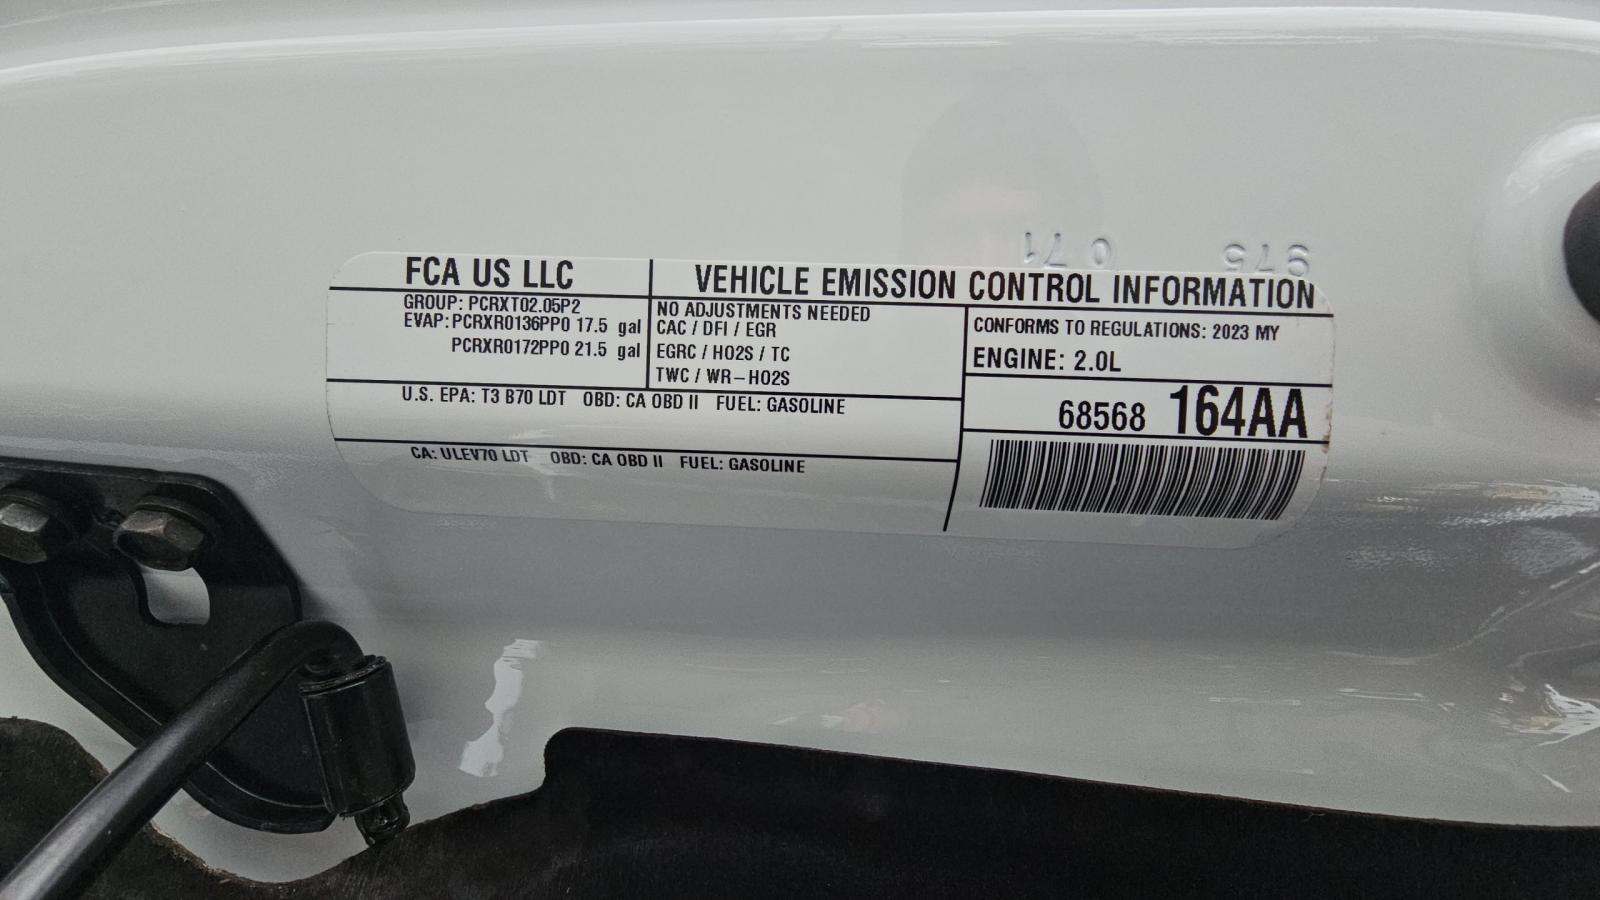 071 975
FCA US LLC
VEHICLE EMISSION CONTROL INFORMATION
GROUP: PCRXT02.05P2
EVAP: PCRXR0136PP0 17.5 gal
PCRXR0172PP0 21.5 gal
NO ADJUSTMENTS NEEDED
CAC / DFI / EGR
EGRC / HO2S / TC
TWC / WR-HO2S
CONFORMS TO REGULATIONS: 2023 MY
ENGINE: 2.0L
U.S. EPA: T3 B70 LDT OBD: CA OBD II FUEL: GASOLINE
68568 164AA
CA: ULEV70 LDT OBD: CA OBD II FUEL: GASOLINE